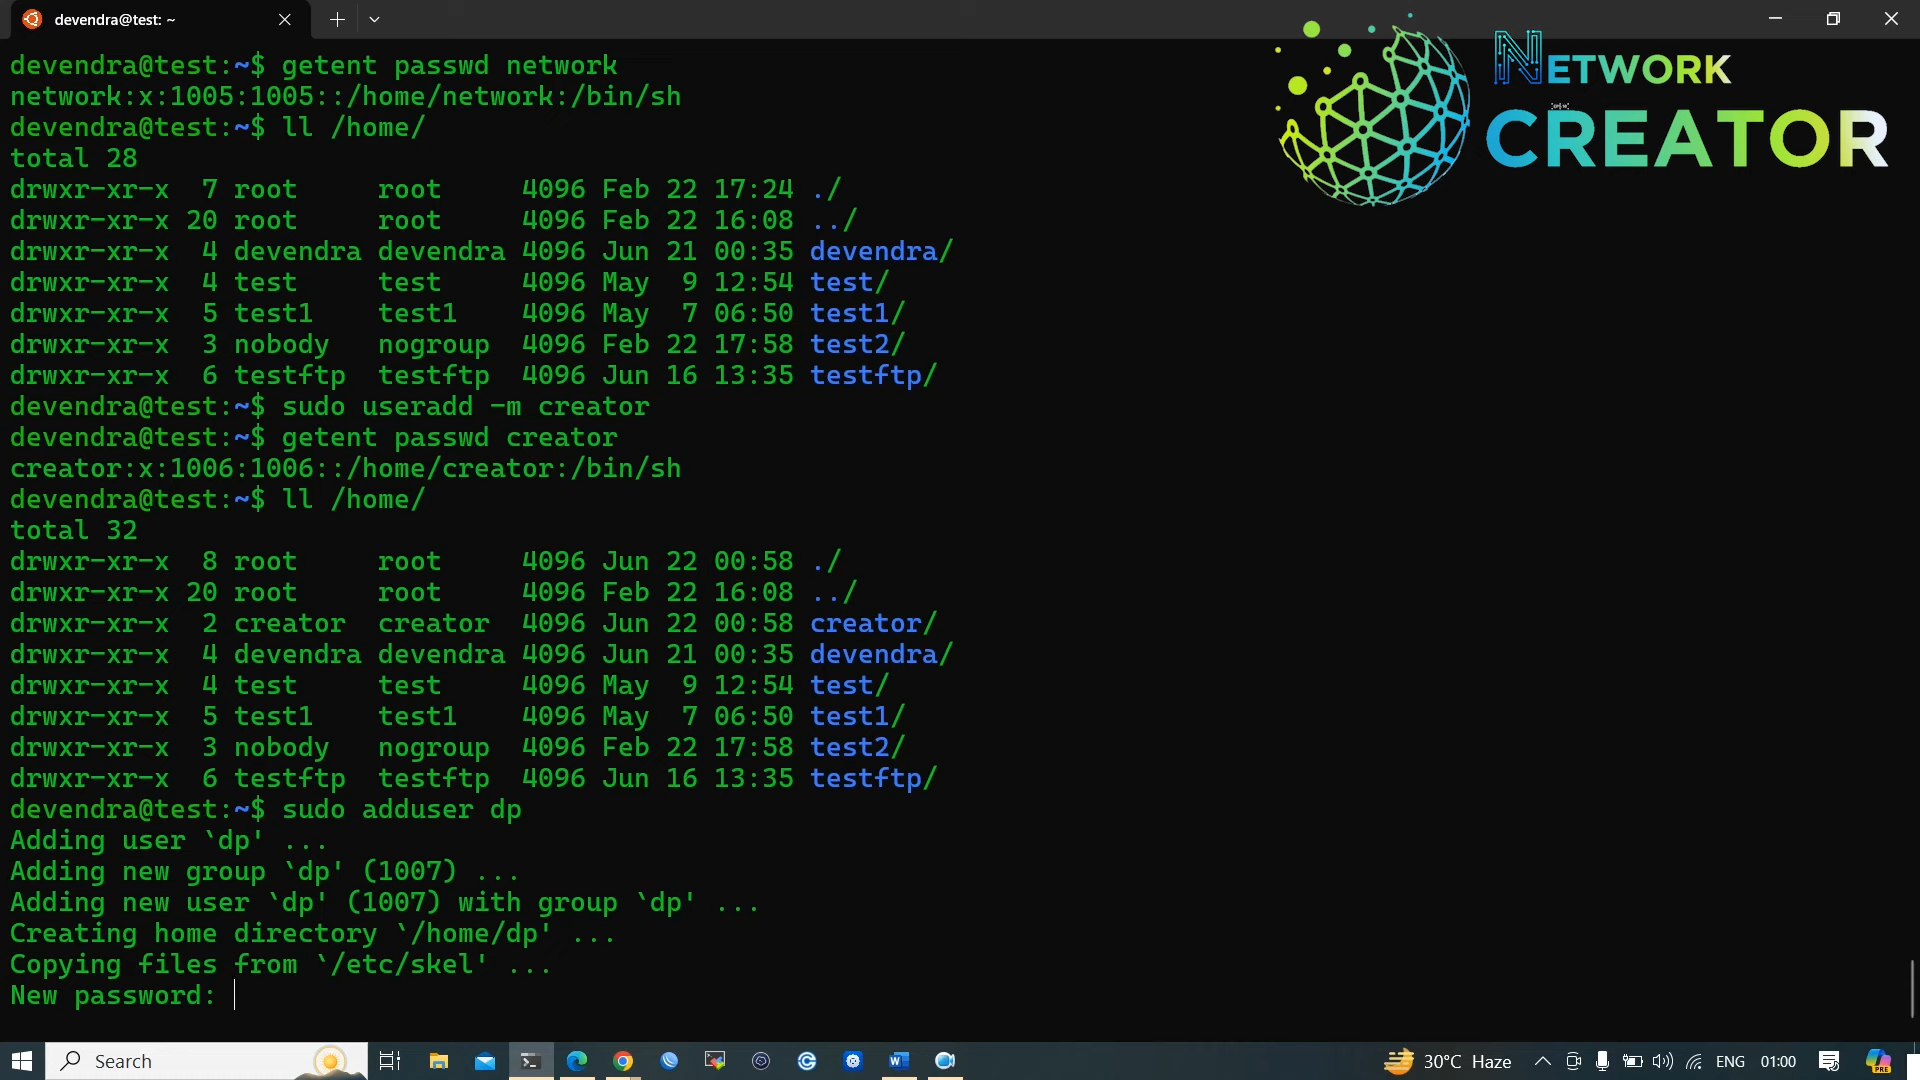 devendra@test: ~
devendra@test:~$ getent passwd network
network:x:1005:1005::/home/network:/bin/sh
devendra@test:~$ ll /home/
total 28
drwxr-xr-x  7 root     root     4096 Feb 22 17:24 ./
drwxr-xr-x 20 root     root     4096 Feb 22 16:08 ../
drwxr-xr-x  4 devendra devendra 4096 Jun 21 00:35 devendra/
drwxr-xr-x  4 test     test     4096 May  9 12:54 test/
drwxr-xr-x  5 test1    test1    4096 May  7 06:50 test1/
drwxr-xr-x  3 nobody   nogroup  4096 Feb 22 17:58 test2/
drwxr-xr-x  6 testftp  testftp  4096 Jun 16 13:35 testftp/
devendra@test:~$ sudo useradd -m creator
devendra@test:~$ getent passwd creator
creator:x:1006:1006::/home/creator:/bin/sh
devendra@test:~$ ll /home/
total 32
drwxr-xr-x  8 root     root     4096 Jun 22 00:58 ./
drwxr-xr-x 20 root     root     4096 Feb 22 16:08 ../
drwxr-xr-x  2 creator  creator  4096 Jun 22 00:58 creator/
drwxr-xr-x  4 devendra devendra 4096 Jun 21 00:35 devendra/
drwxr-xr-x  4 test     test     4096 May  9 12:54 test/
drwxr-xr-x  5 test1    test1    4096 May  7 06:50 test1/
drwxr-xr-x  3 nobody   nogroup  4096 Feb 22 17:58 test2/
drwxr-xr-x  6 testftp  testftp  4096 Jun 16 13:35 testftp/
devendra@test:~$ sudo adduser dp
Adding user `dp' ...
Adding new group `dp' (1007) ...
Adding new user `dp' (1007) with group `dp' ...
Creating home directory `/home/dp' ...
Copying files from `/etc/skel' ...
New password:
NETWORK
CREATOR
Search
30°C Haze
ENG
01:00
PRE